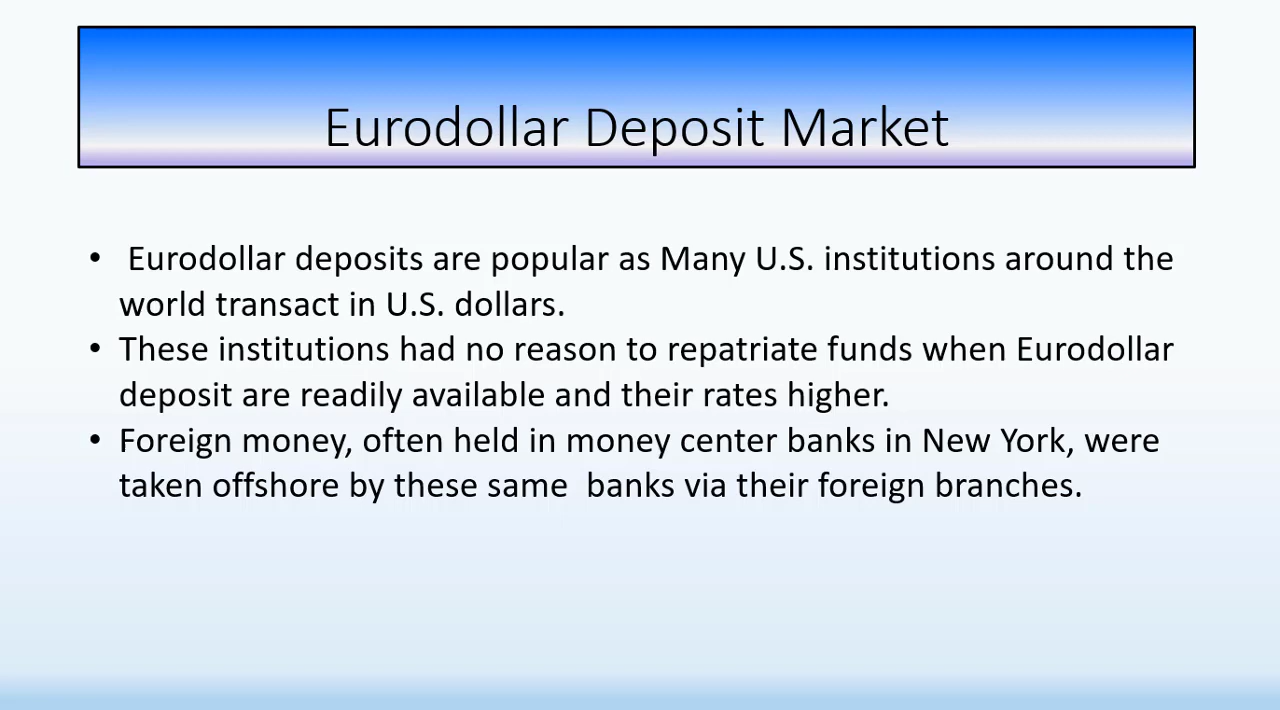 Eurodollar Deposit Market
• Eurodollar deposits are popular as Many U.S. institutions around the
world transact in U.S. dollars.
• These institutions had no reason to repatriate funds when Eurodollar
deposit are readily available and their rates higher.
• Foreign money, often held in money center banks in New York, were
taken offshore by these same  banks via their foreign branches.